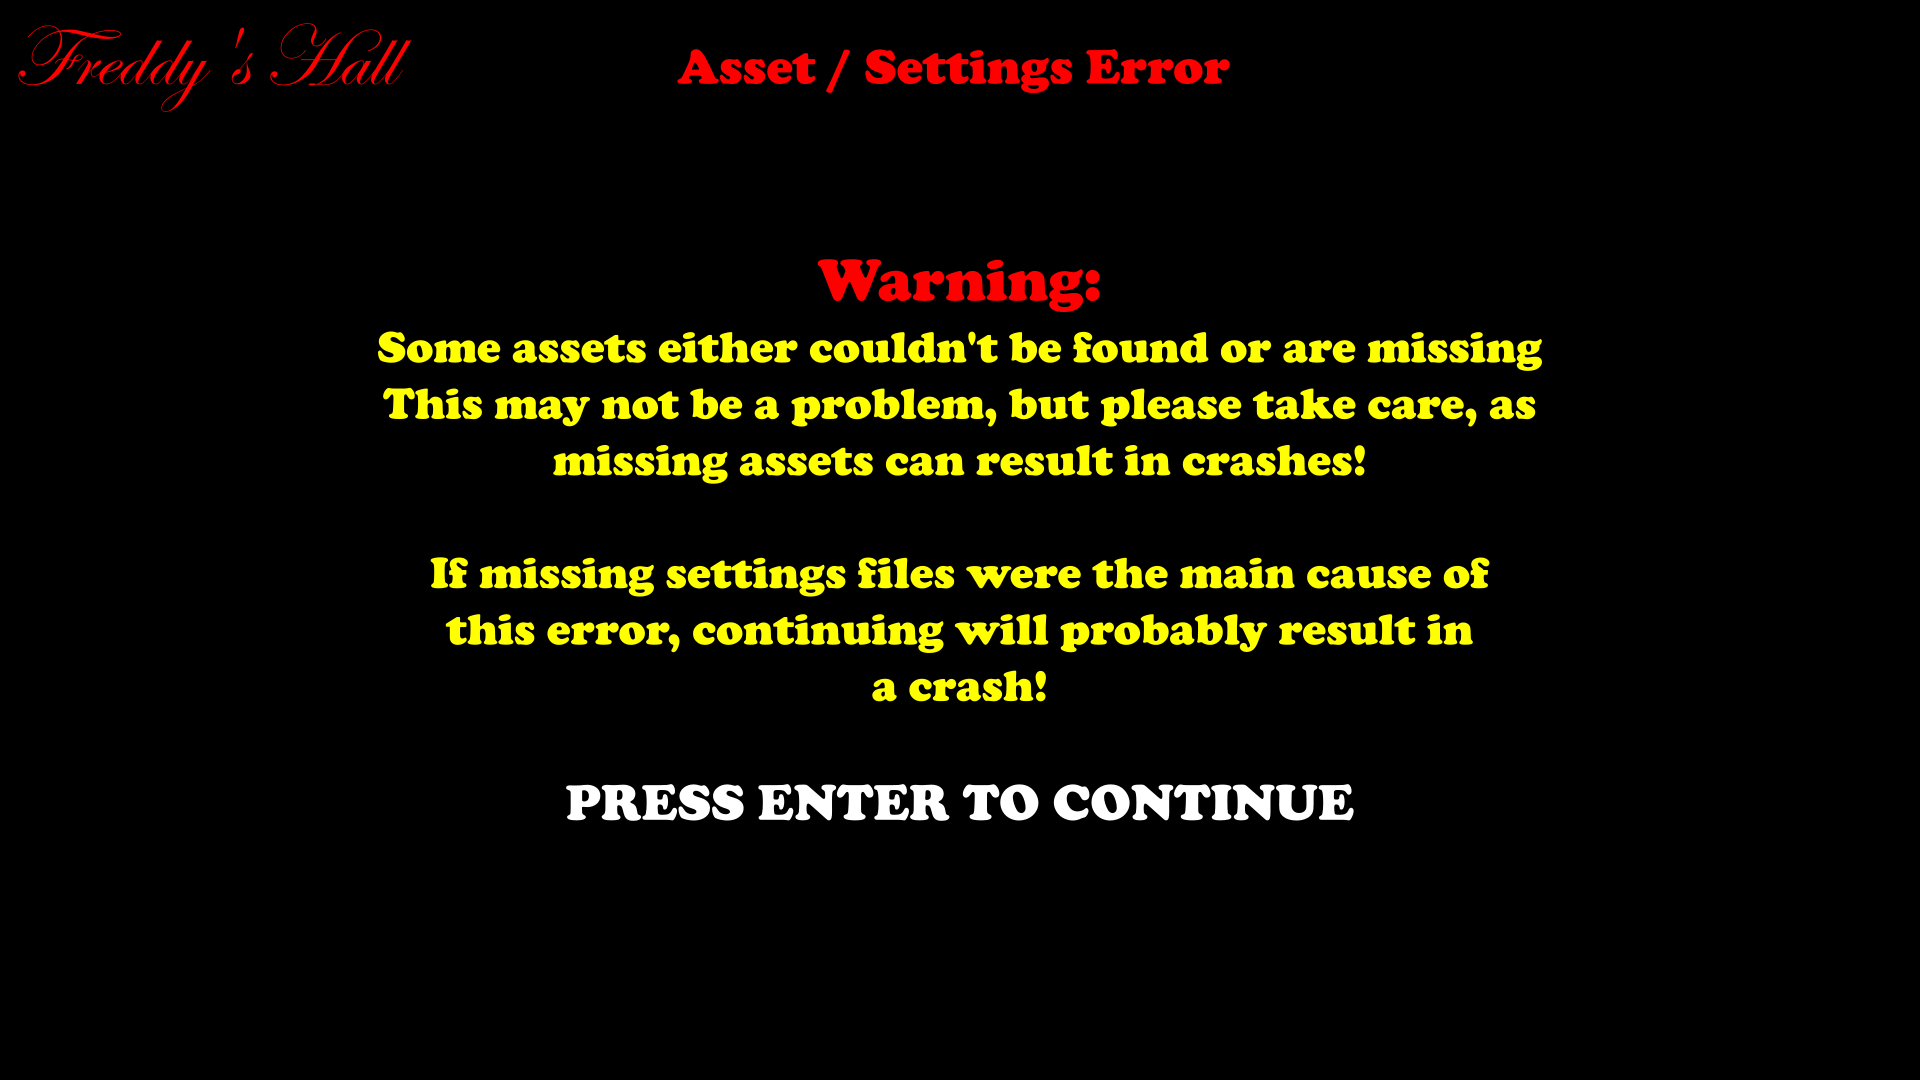 Freddy's Hall
Asset / Settings Error
Warning:
Some assets either couldn't be found or are missing
This may not be a problem, but please take care, as
missing assets can result in crashes!
If missing settings files were the main cause of
this error, continuing will probably result in
a crash!
PRESS ENTER TO CONTINUE